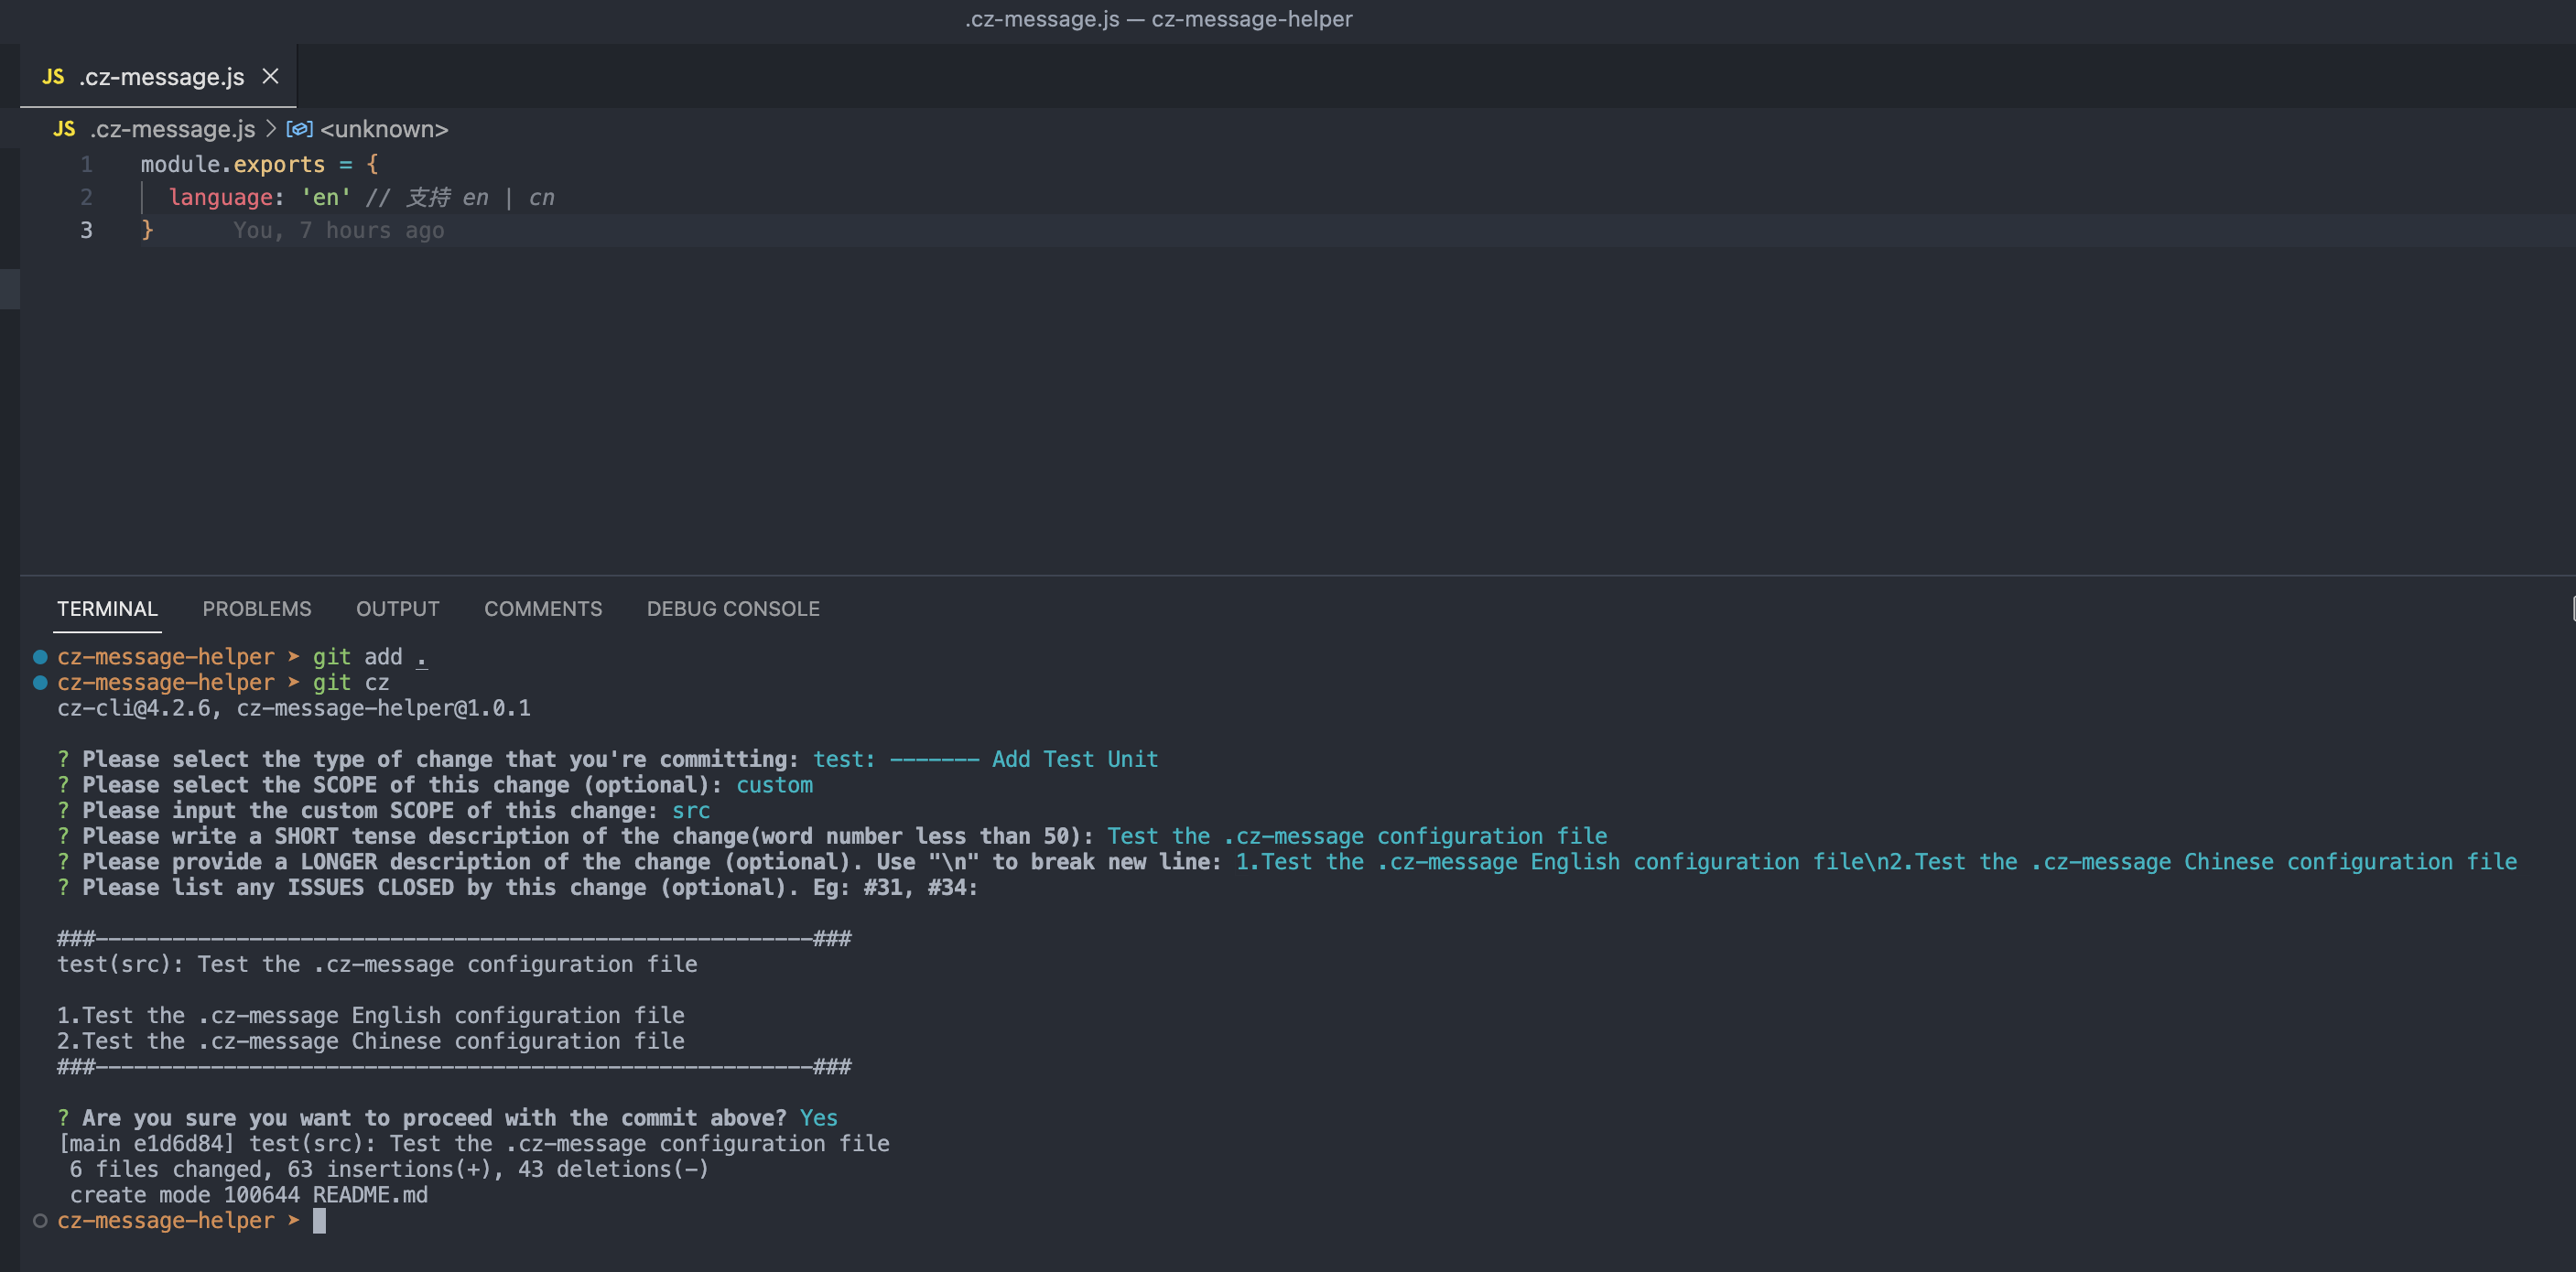 .cz-message.js — cz-message-helper
JS .cz-message.js
JS .cz-message.js > <unknown>
1 module.exports = {
2 language: 'en' // 支持 en | cn
3 } You, 7 hours ago
TERMINAL PROBLEMS OUTPUT COMMENTS DEBUG CONSOLE
cz-message-helper ➤ git add .
cz-message-helper ➤ git cz
cz-cli@4.2.6, cz-message-helper@1.0.1
? Please select the type of change that you're committing: test: ------- Add Test Unit
? Please select the SCOPE of this change (optional): custom
? Please input the custom SCOPE of this change: src
? Please write a SHORT tense description of the change(word number less than 50): Test the .cz-message configuration file
? Please provide a LONGER description of the change (optional). Use "\n" to break new line: 1.Test the .cz-message English configuration file\n2.Test the .cz-message Chinese configuration file
? Please list any ISSUES CLOSED by this change (optional). Eg: #31, #34:
###--------------------------------------------------------###
test(src): Test the .cz-message configuration file
1.Test the .cz-message English configuration file
2.Test the .cz-message Chinese configuration file
###--------------------------------------------------------###
? Are you sure you want to proceed with the commit above? Yes
[main e1d6d84] test(src): Test the .cz-message configuration file
6 files changed, 63 insertions(+), 43 deletions(-)
create mode 100644 README.md
cz-message-helper ➤